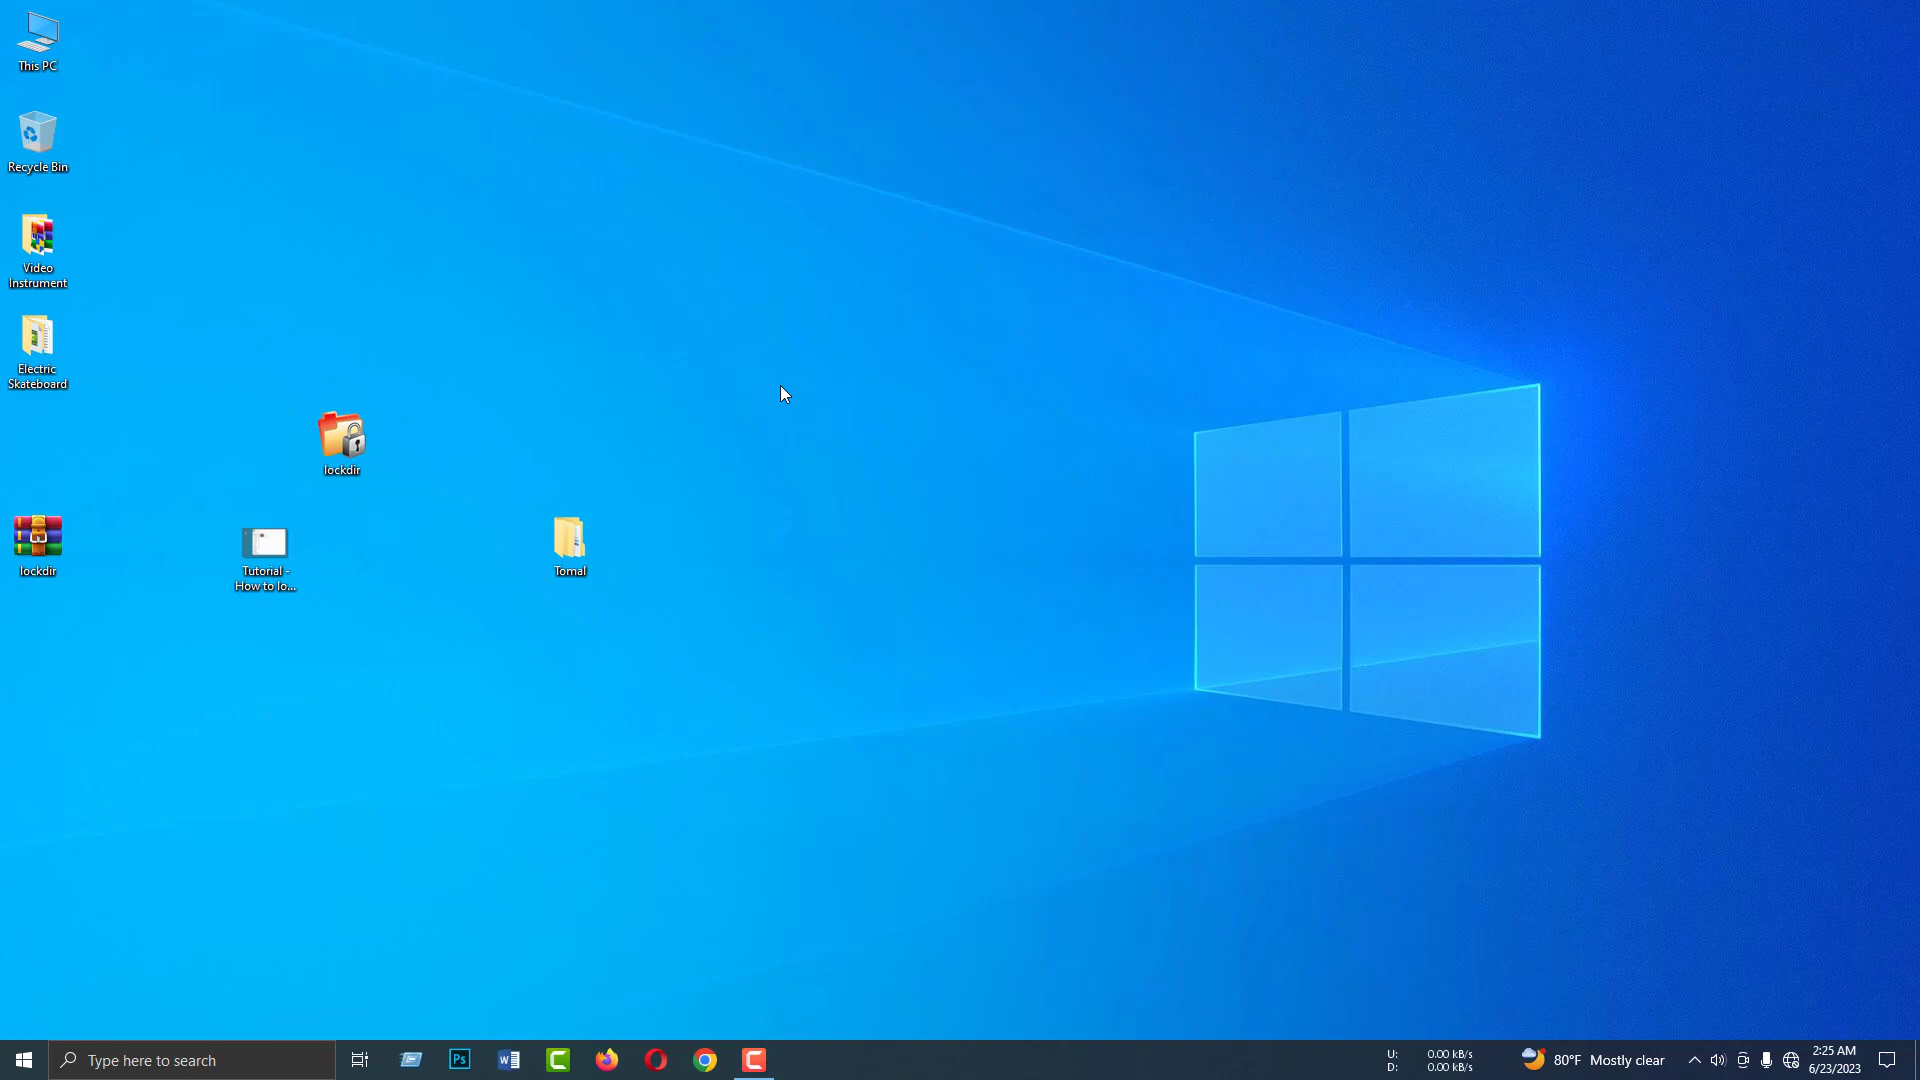 This PC
Recycle Bin
Video
Instrument
Electric
Skateboard
lockdir
lockdir
Tutorial -
How to lo...
Tomal
Type here to search
Ps
W
U: 0.00 kB/s
D: 0.00 kB/s
80°F Mostly clear
2:25 AM
6/23/2023